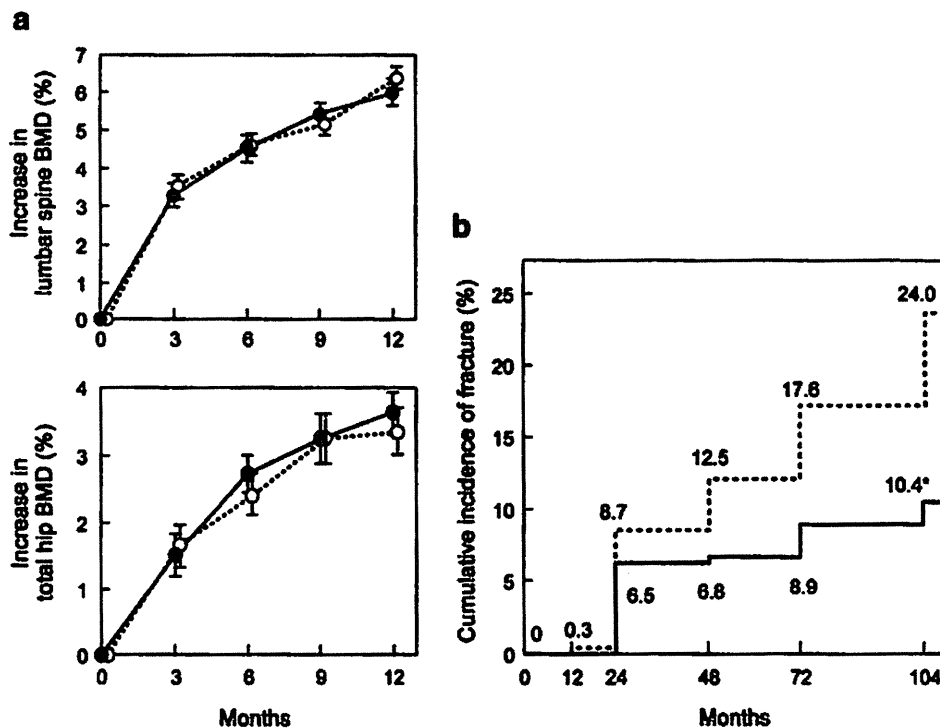 a
Increase in
lumbar spine BMD (%)
7
6
5
4
3
2
1
0
0 3 6 9 12
Increase in
total hip BMD (%)
4
3
2
1
0
0 3 6 9 12
Months
b
Cumulative incidence of fracture (%)
25
20
15
10
5
0
24.0
17.6
12.5
8.7
10.4*
6.5 6.8 8.9
0 0.3
0 12 24 48 72 104
Months